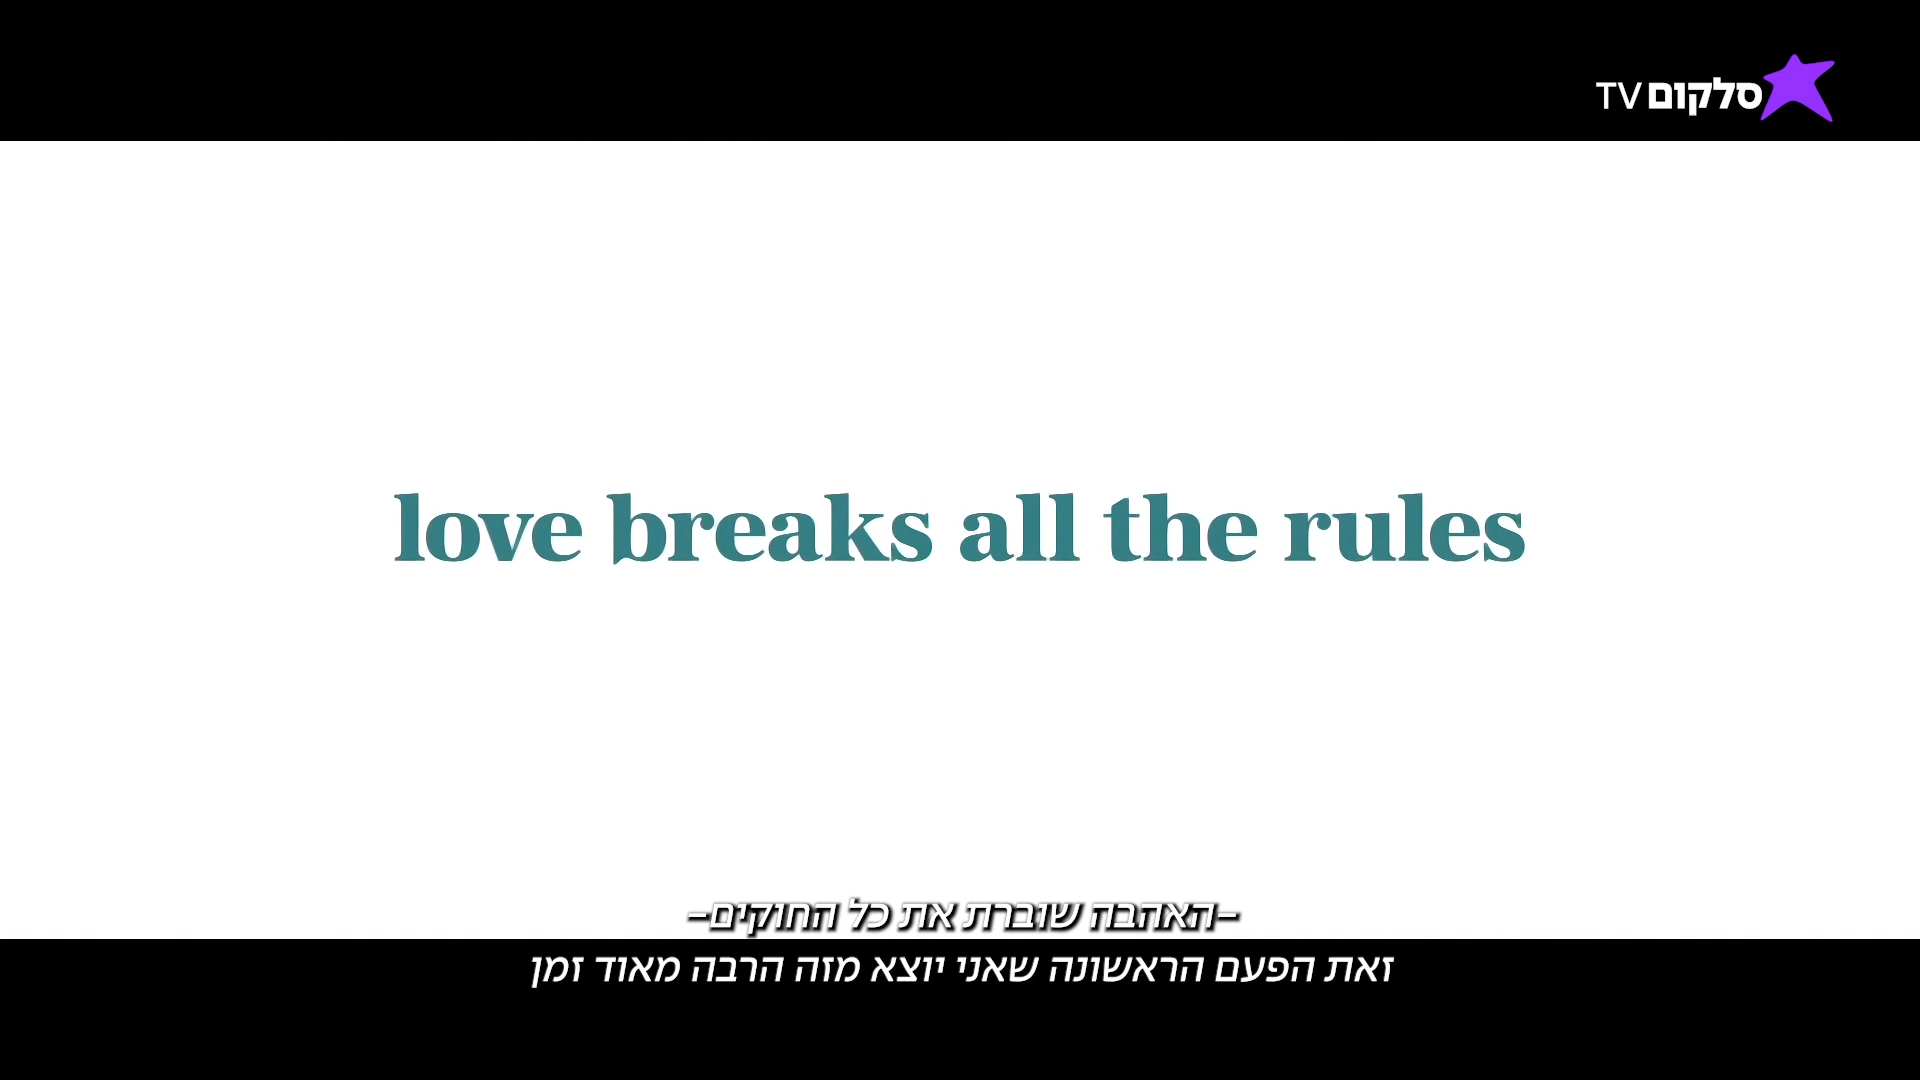 סלקום TV
love breaks all the rules
-האהבה שוברת את כל החוקים-
זאת הפעם הראשונה שאני יוצא מזה הרבה מאוד זמן